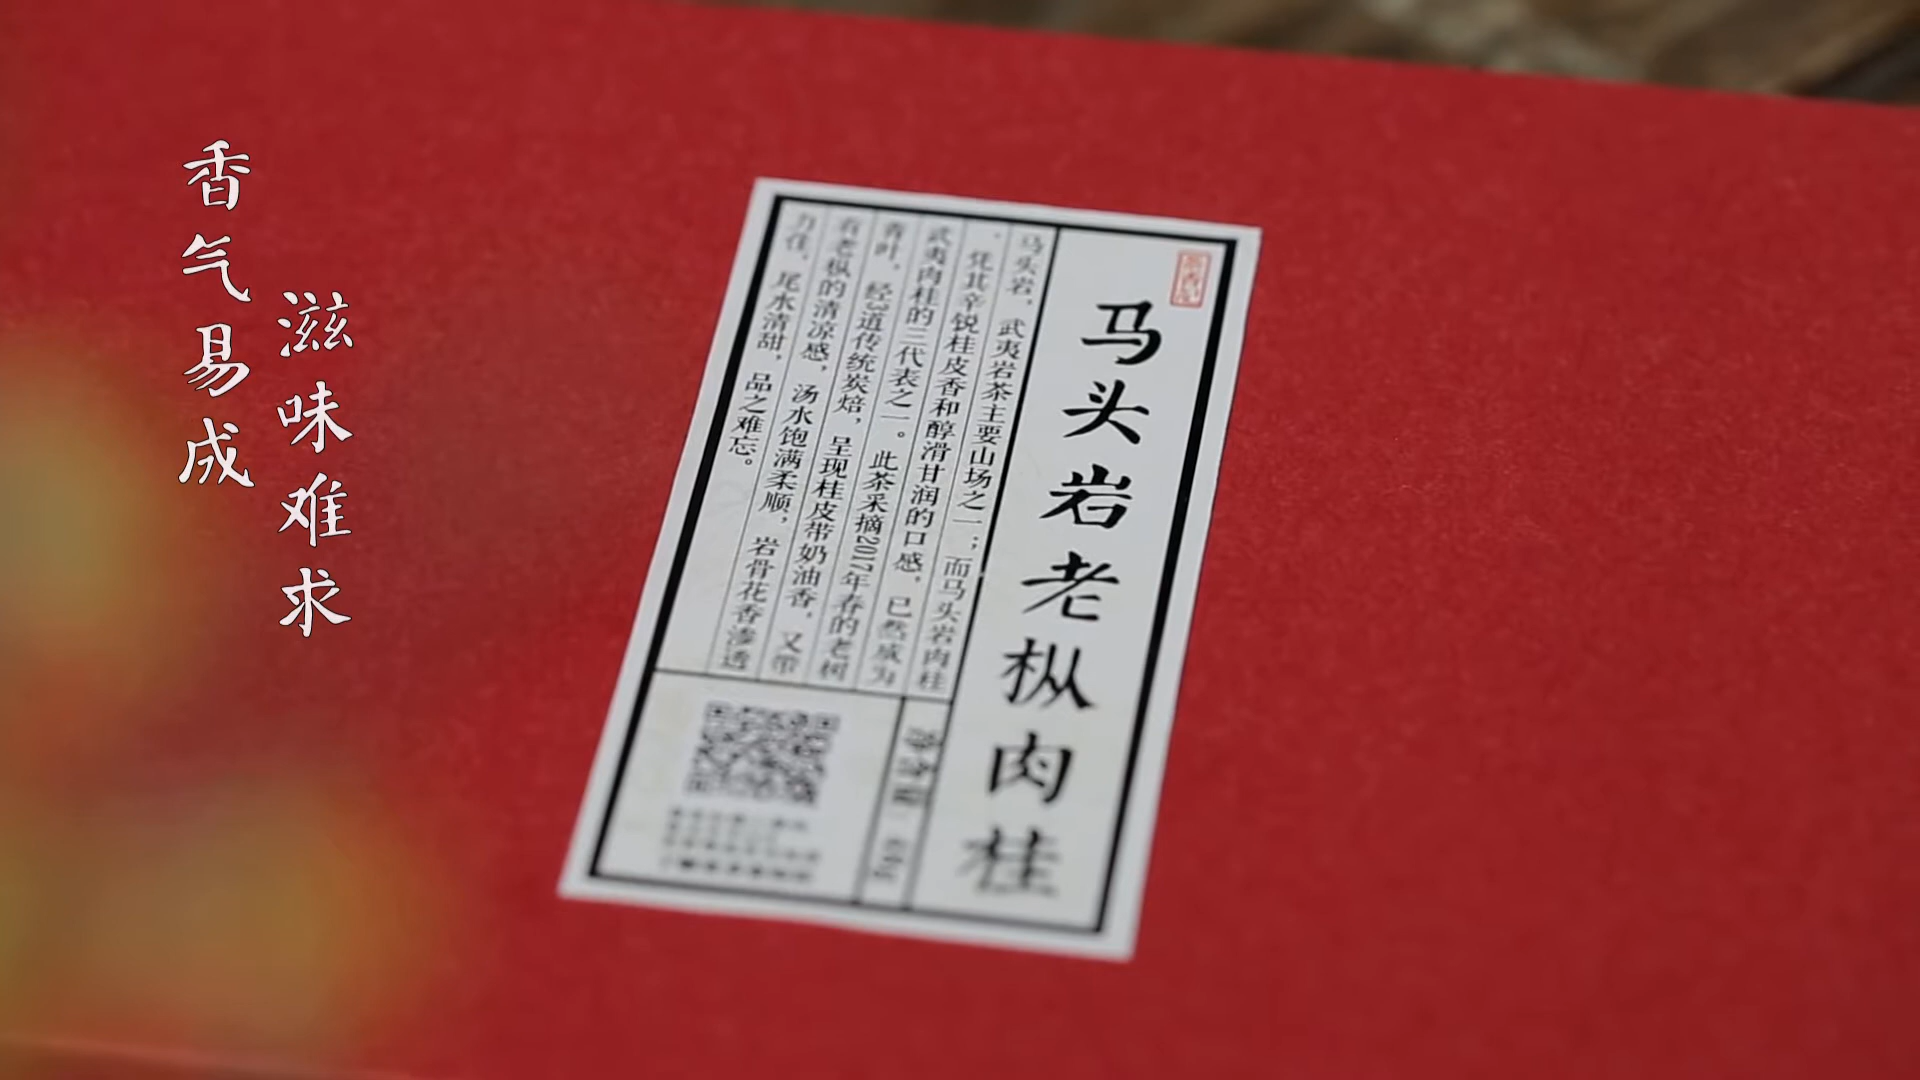 香气易成
滋味难求
马头岩老枞肉桂
马头岩，武夷岩茶主要山场之一；而马头岩肉桂
，凭其辛锐桂皮香和醇滑甘润的口感，已然成为
武夷肉桂的三代表之一。此茶采摘2017年春的老树
青叶，经3道传统炭焙，呈现桂皮带奶油香，又带
有老枞的清凉感，汤水饱满柔顺，岩骨花香渗透
力佳，尾水清甜，品之难忘。
净含量